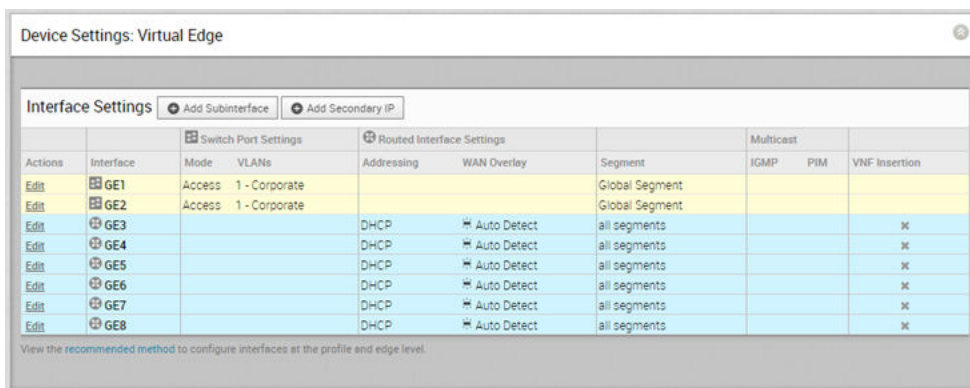 Device Settings: Virtual Edge
Interface Settings Add Subinterface Add Secondary IP
Switch Port Settings Routed Interface Settings Multicast
Actions Interface Mode VLANs Addressing WAN Overlay Segment IGMP PIM VNF Insertion
Edit GE1 Access 1 - Corporate Global Segment
Edit GE2 Access 1 - Corporate Global Segment
Edit GE3 DHCP Auto Detect all segments
Edit GE4 DHCP Auto Detect all segments
Edit GE5 DHCP Auto Detect all segments
Edit GE6 DHCP Auto Detect all segments
Edit GE7 DHCP Auto Detect all segments
Edit GE8 DHCP Auto Detect all segments
View the recommended method to configure interfaces at the profile and edge level.